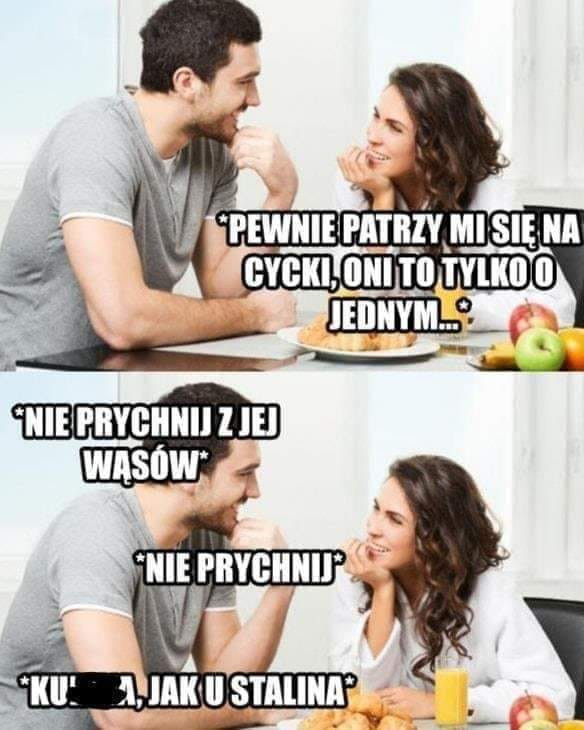 *PEWNIE PATRZY MI SIĘ NA
CYCKI, ONI TO TYLKO O
JEDNYM...*
*NIE PRYCHNIJ Z JEJ
WĄSÓW*
*NIE PRYCHNIJ*
JAK U STALINA*